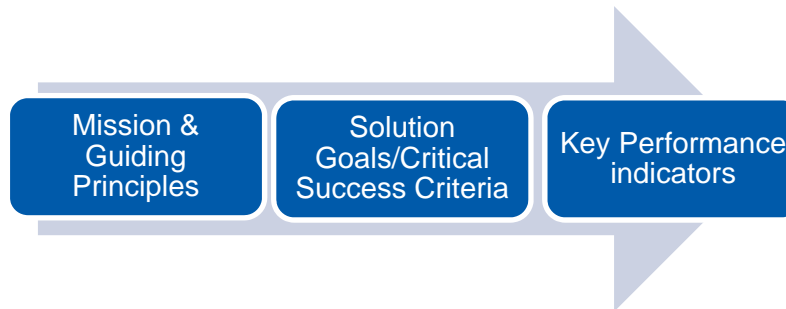 Mission &
Guiding
Principles
Solution
Goals/Critical
Success Criteria
Key Performance
indicators